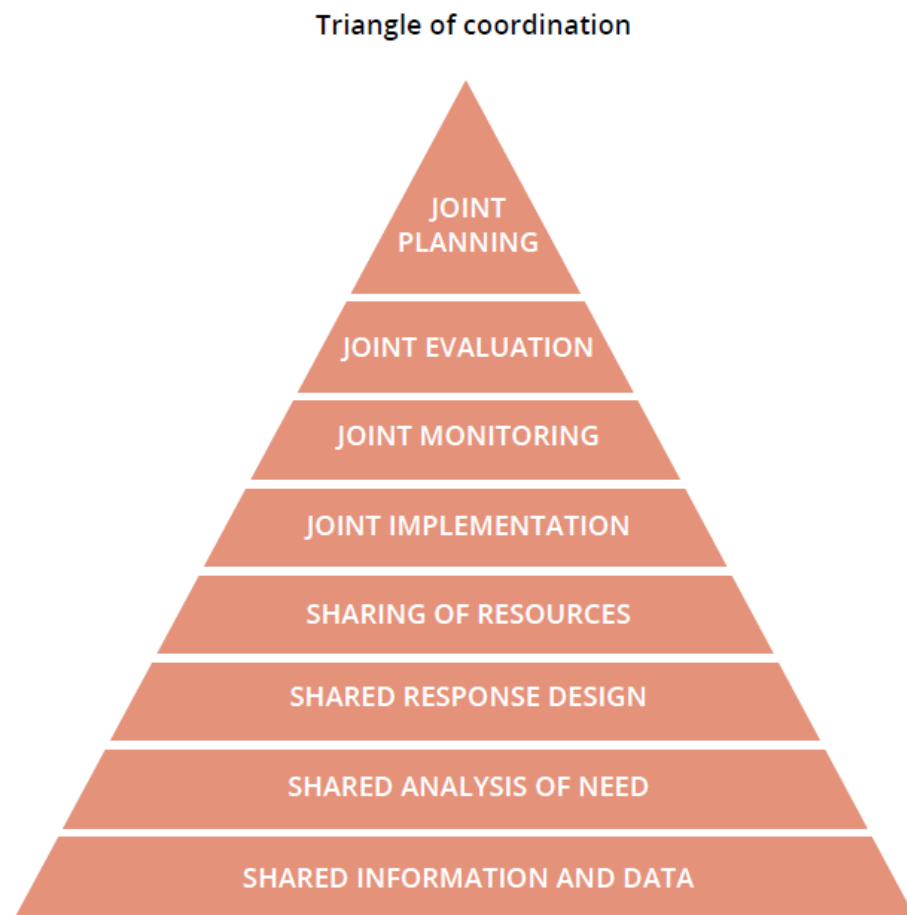 Triangle of coordination
JOINT
PLANNING
JOINT EVALUATION
JOINT MONITORING
JOINT IMPLEMENTATION
SHARING OF RESOURCES
SHARED RESPONSE DESIGN
SHARED ANALYSIS OF NEED
SHARED INFORMATION AND DATA